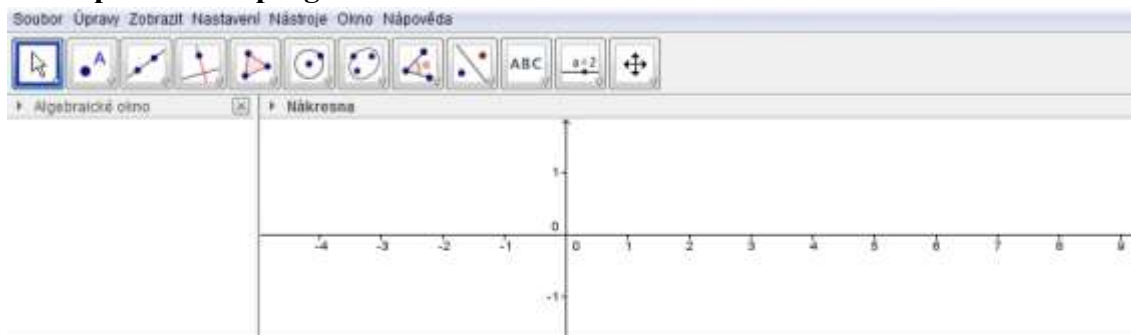 Soubor Úpravy Zobrazit Nastavení Nástroje Okno Nápověda
A ABC a=2
Algebraické okno
Nákresna
1
0
-4 -3 -2 -1 0 1 2 3 4 5 6 7 8 9
-1